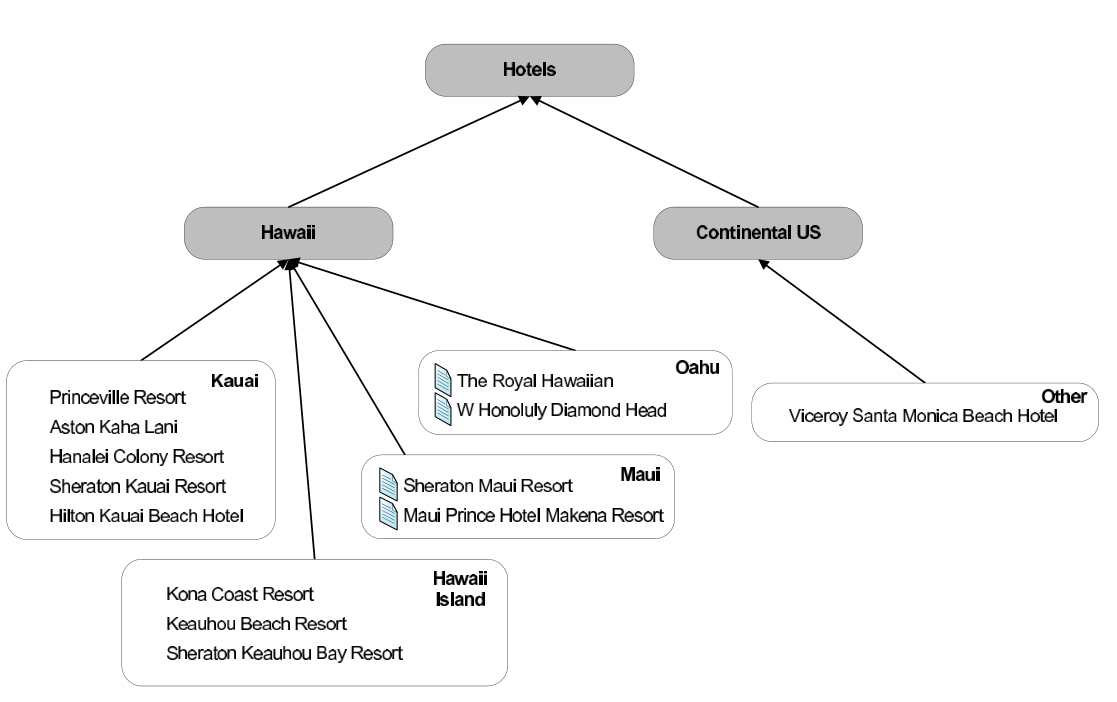 Hotels
Hawaii
Continental US
Kauai
Princeville Resort
Aston Kaha Lani
Hanalei Colony Resort
Sheraton Kauai Resort
Hilton Kauai Beach Hotel
Oahu
The Royal Hawaiian
W Honoluly Diamond Head
Other
Viceroy Santa Monica Beach Hotel
Maui
Sheraton Maui Resort
Maui Prince Hotel Makena Resort
Hawaii
Island
Kona Coast Resort
Keauhou Beach Resort
Sheraton Keauhou Bay Resort